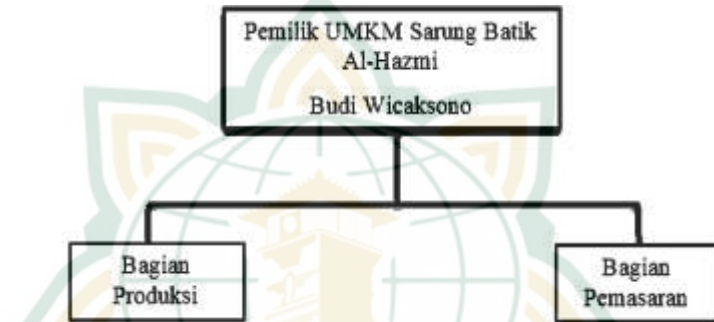 Pemilik UMKM Sarung Batik
Al-Hazmi
Budi Wicaksono
Bagian
Produksi
Bagian
Pemasaran